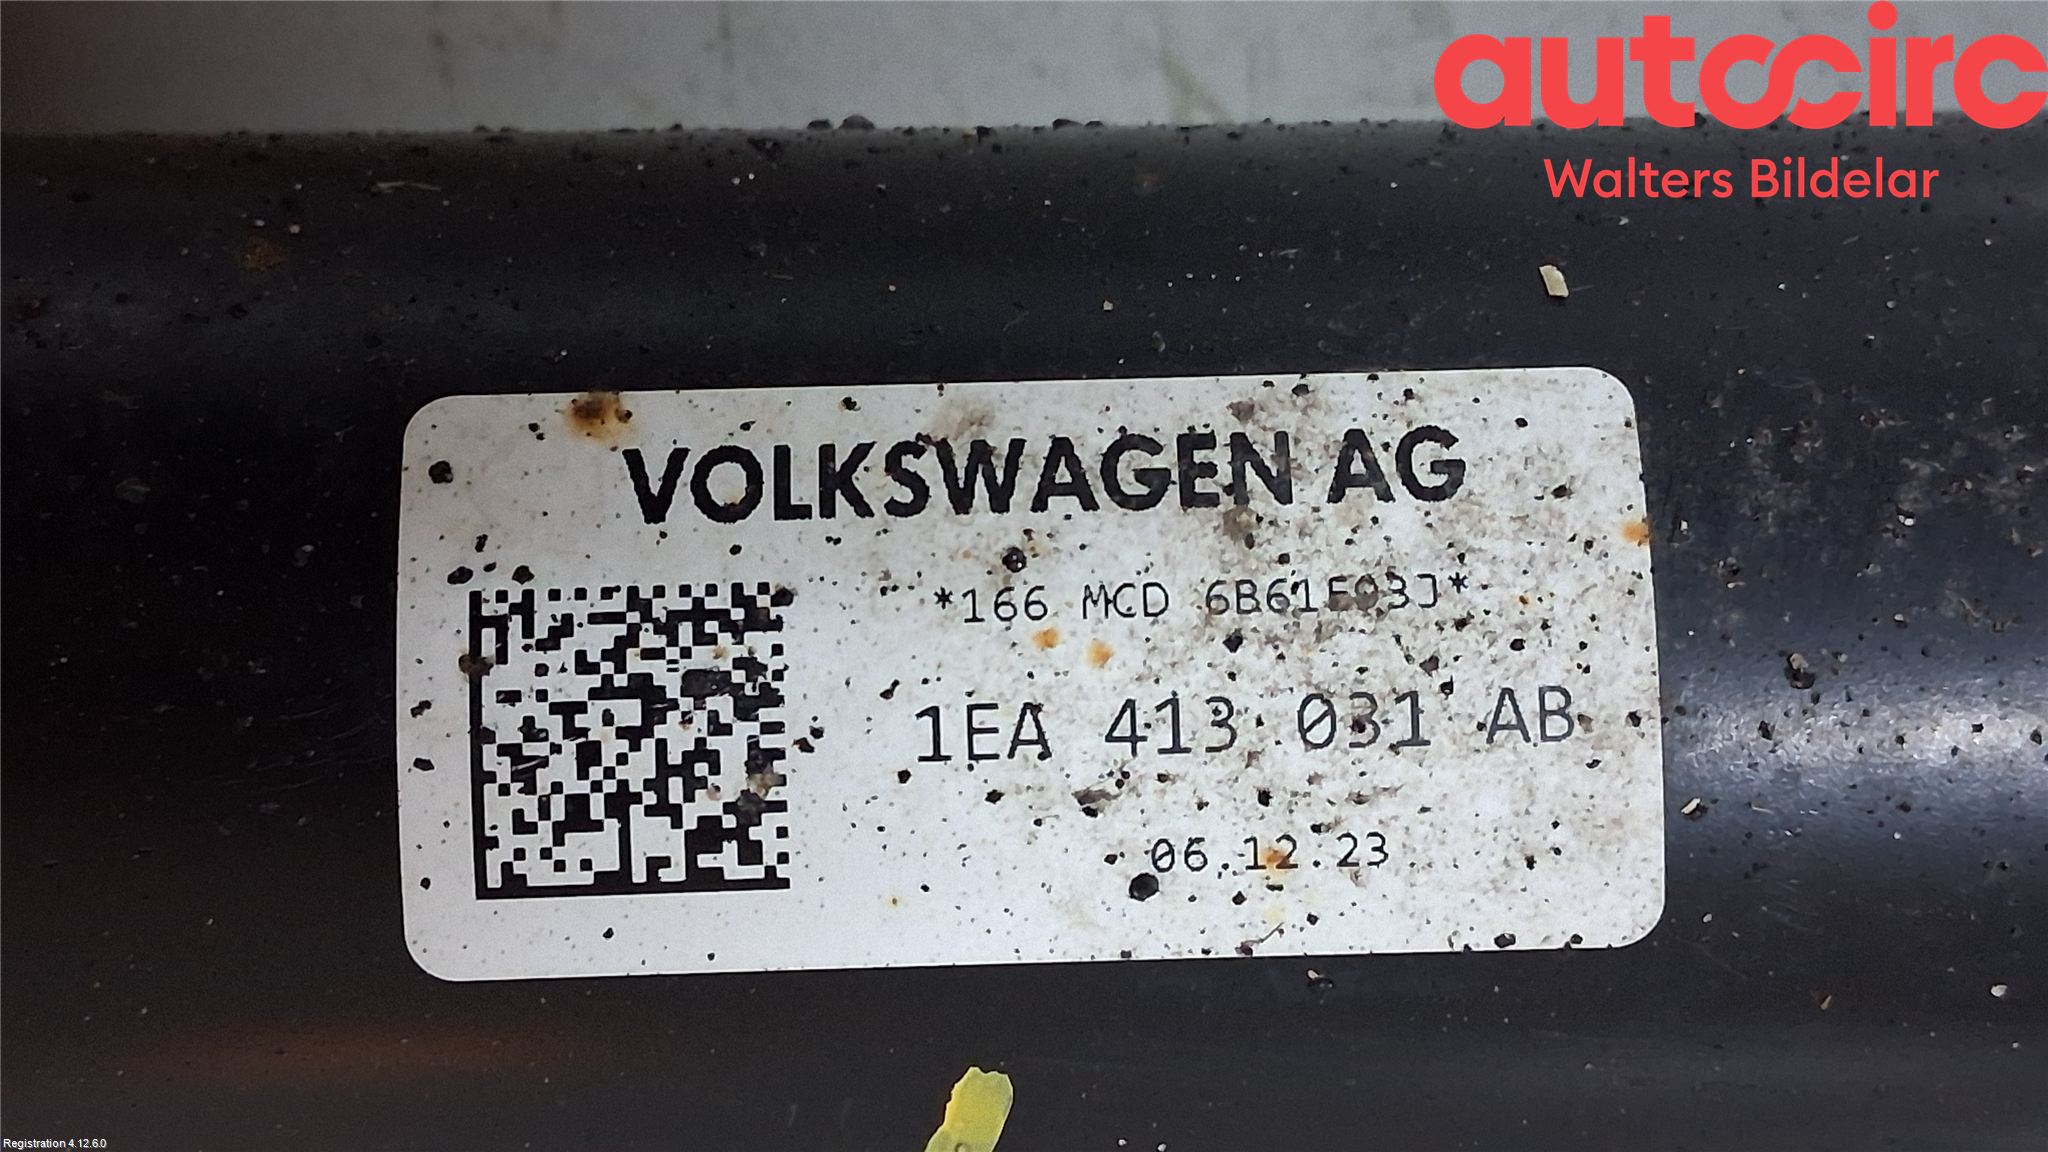 autocirc
Walters Bildelar
VOLKSWAGEN AG
*166 MCD
1EA 413 031 AB
06.12.23
Registration 4.12.6.0